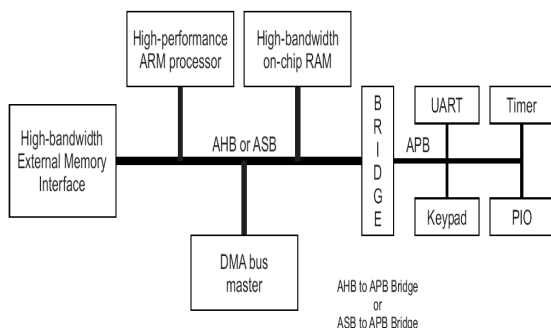 High-performance
ARM processor
High-bandwidth
on-chip RAM
High-bandwidth
External Memory
Interface
AHB or ASB
B
R
I
D
G
E
APB
UART
Timer
Keypad
PIO
DMA bus
master
AHB to APB Bridge
or
ASB to APB Bridge